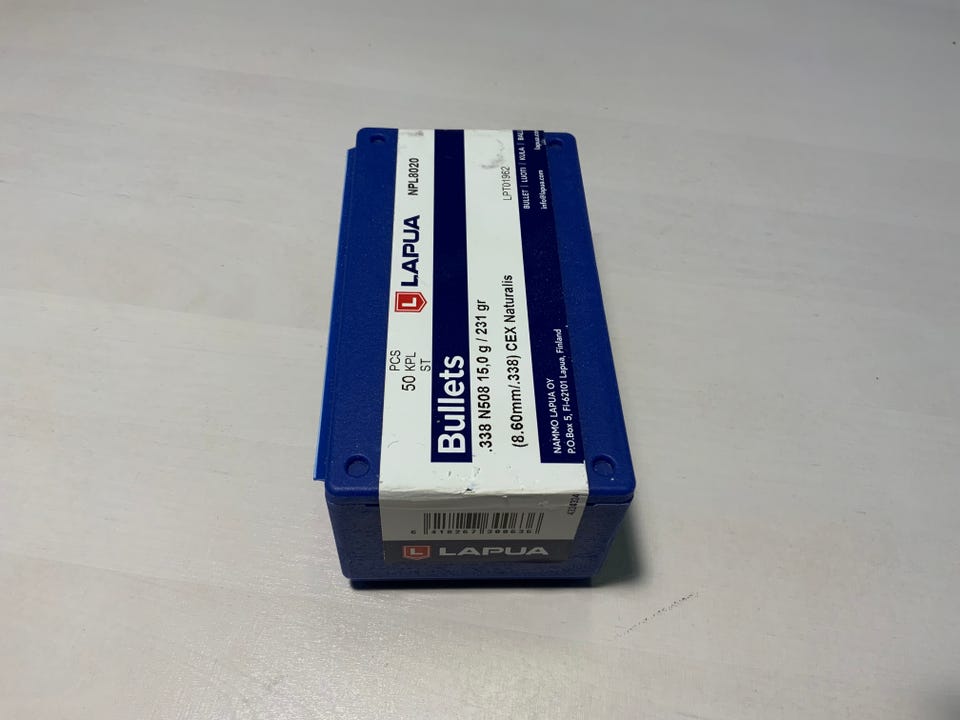 LAPUA NPL8020
PCS
50 KPL
ST
Bullets
.338 N508 15,0 g / 231 gr
LPT01962
(8.60mm/.338) CEX Naturalis
BULLET | LUOTI | KULA |
NAMMO LAPUA OY
P.O.Box 5, FI-62101 Lapua, Finland
info@lapua.com
L LAPUA